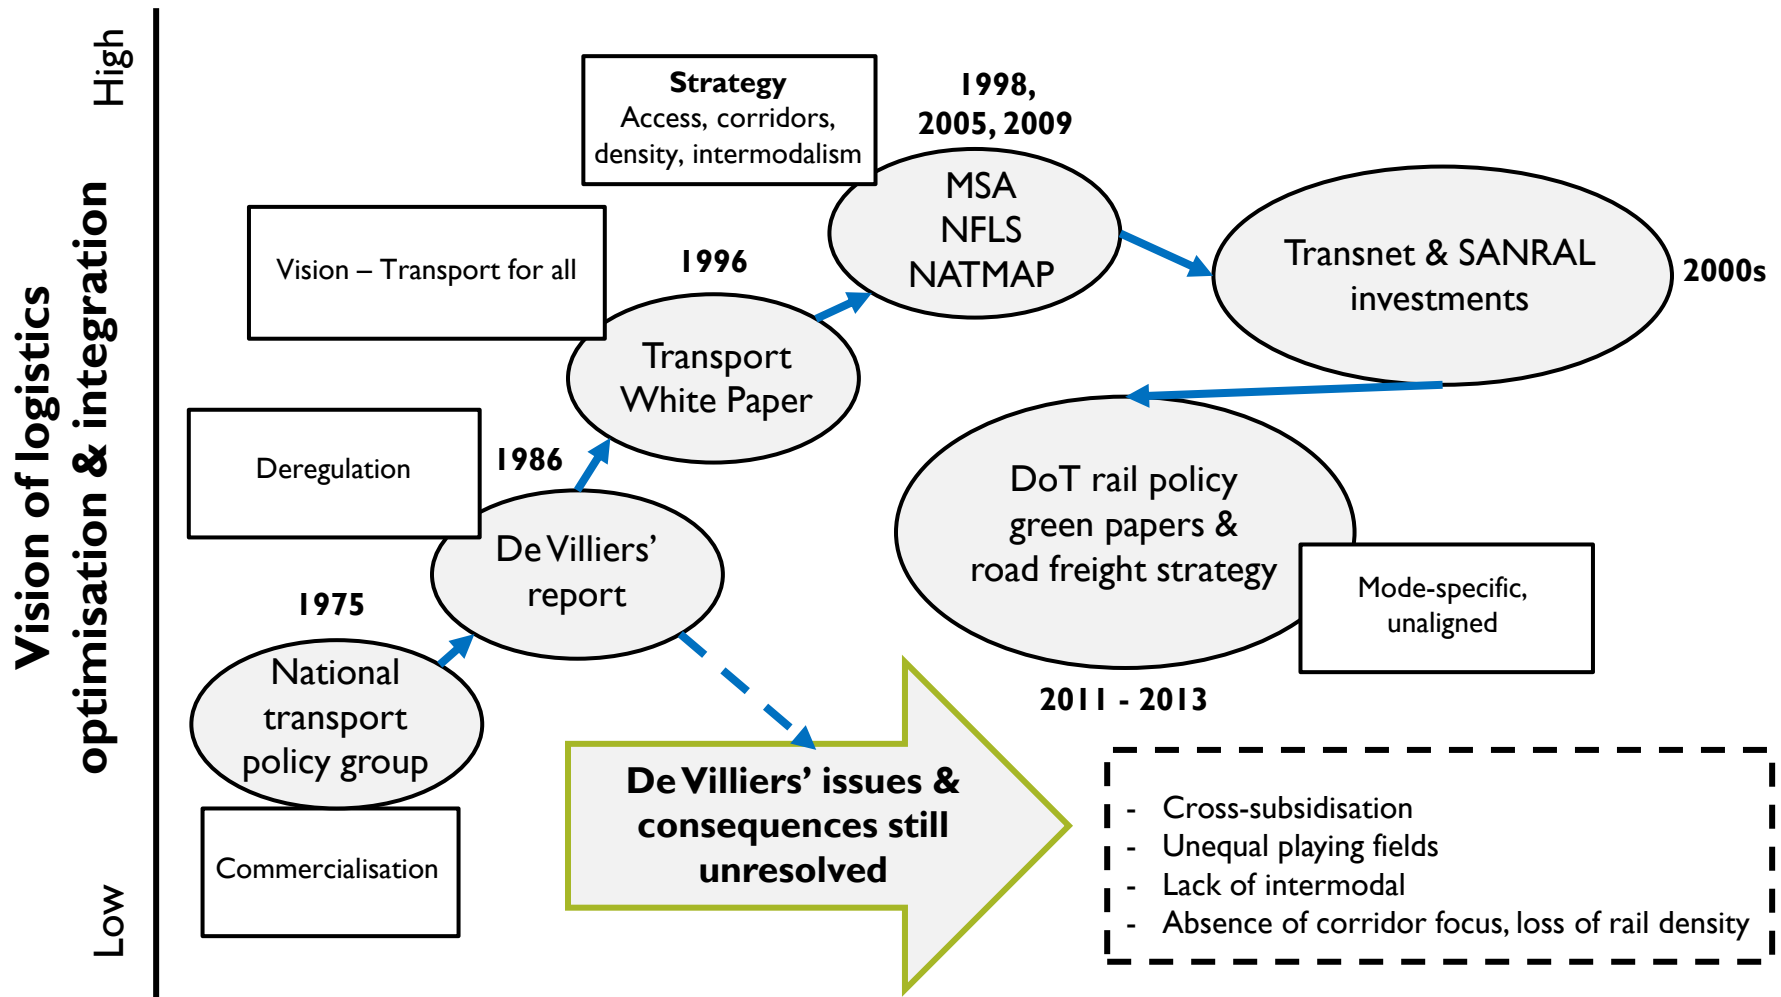 Vision of logistics
optimisation & integration
High
Low
Strategy
Access, corridors,
density, intermodalism
1998,
2005, 2009
MSA
NFLS
NATMAP
Transnet & SANRAL
investments
2000s
Vision – Transport for all
1996
Transport
White Paper
Deregulation
1986
De Villiers’
report
DoT rail policy
green papers &
road freight strategy
Mode-specific,
unaligned
2011 - 2013
1975
National
transport
policy group
Commercialisation
De Villiers’ issues &
consequences still
unresolved
- Cross-subsidisation
- Unequal playing fields
- Lack of intermodal
- Absence of corridor focus, loss of rail density